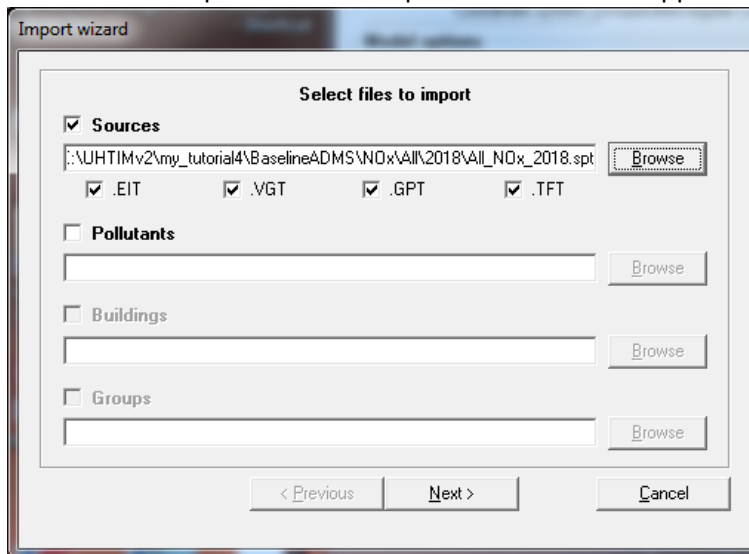 Import wizard
Select files to import
Sources
:\UHTIMv2\my_tutorial4\BaselineADMS\NOx\All\2018\All_NOx_2018.spt
Browse
.EIT .VGT .GPT .TFT
Pollutants
Browse
Buildings
Browse
Groups
Browse
< Previous Next > Cancel